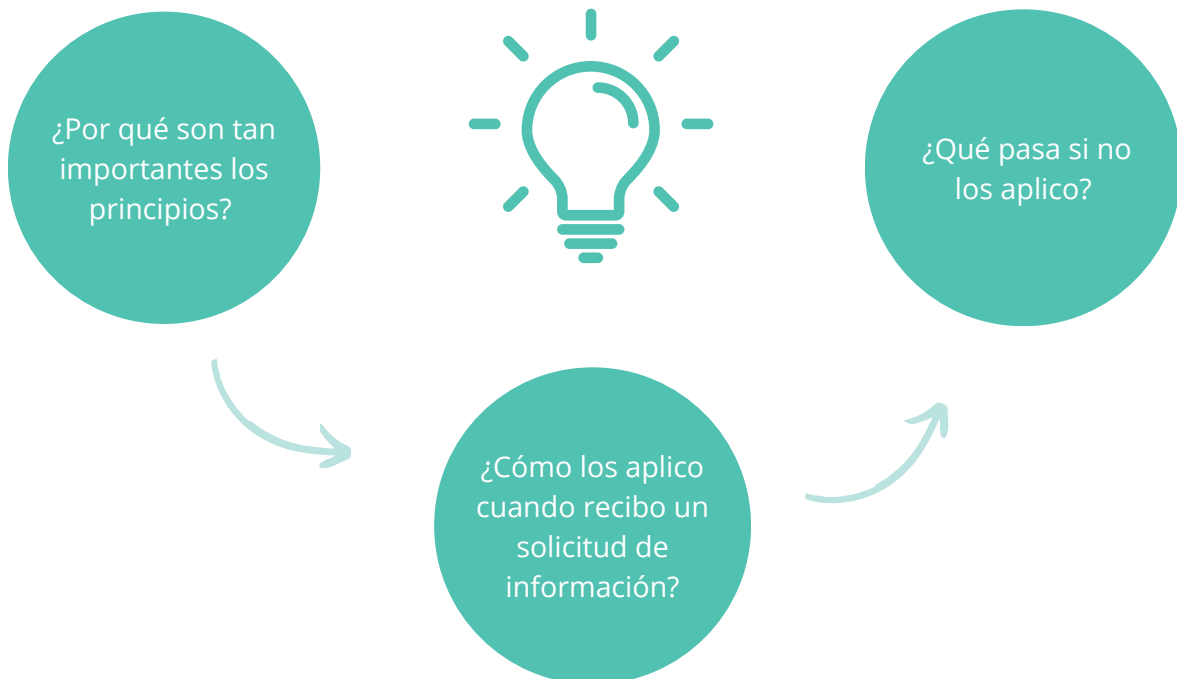 ¿Por qué son tan
importantes los
principios?
¿Cómo los aplico
cuando recibo un
solicitud de
información?
¿Qué pasa si no
los aplico?